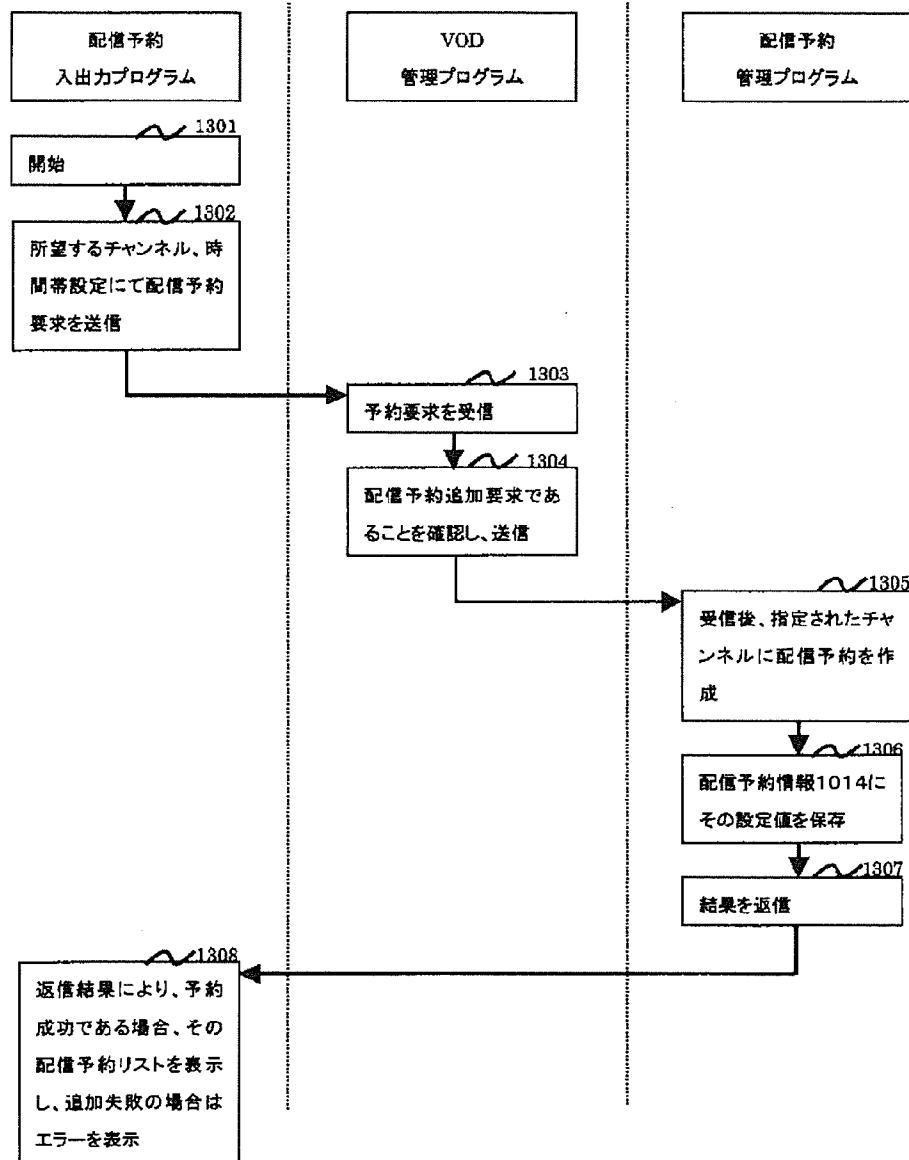 配信予約
入出力プログラム
VOD
管理プログラム
配信予約
管理プログラム
1301
開始
1302
所望するチャンネル、時
間帯設定にて配信予約
要求を送信
1303
予約要求を受信
1304
配信予約追加要求であ
ることを確認し、送信
1305
受信後、指定されたチャ
ンネルに配信予約を作
成
1306
配信予約情報1014に
その設定値を保存
1307
結果を返信
1308
返信結果により、予約
成功である場合、その
配信予約リストを表示
し、追加失敗の場合は
エラーを表示